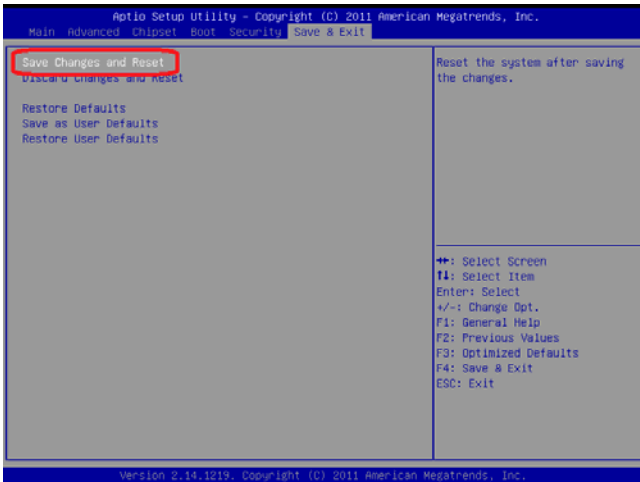 Aptio Setup Utility - Copyright (C) 2011 American Megatrends, Inc.
Main Advanced Chipset Boot Security Save & Exit
Save Changes and Reset
Discard Changes and Reset
Restore Defaults
Save as User Defaults
Restore User Defaults
Reset the system after saving
the changes.
→←: Select Screen
↑↓: Select Item
Enter: Select
+/-: Change Opt.
F1: General Help
F2: Previous Values
F3: Optimized Defaults
F4: Save & Exit
ESC: Exit
Version 2.14.1219. Copyright (C) 2011 American Megatrends, Inc.